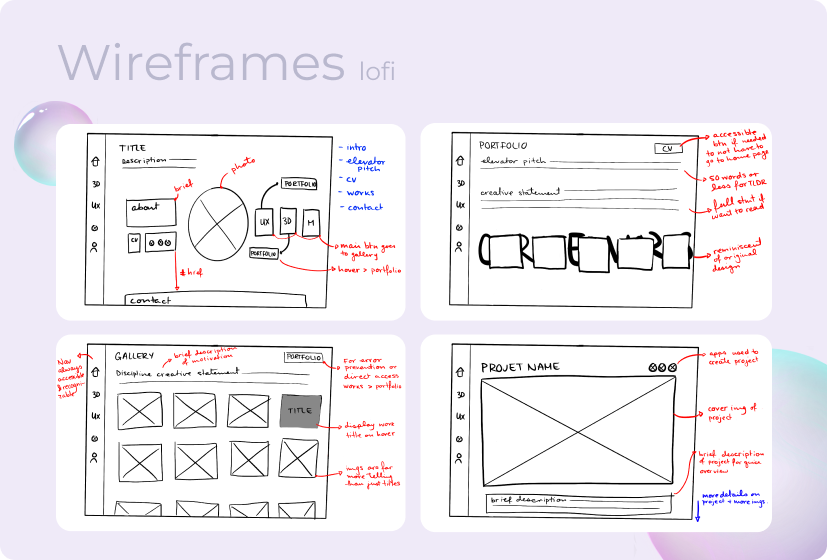 Wireframes lofi
TITLE
Description
brief
photo
about
CV
PORTFOLIO
UX
3D
M
PORTFOLIO
# href
contact
3D
UX
- intro
- elevator
pitch
- CV
- works
- contact
main btn goes
to gallery
hover > portfolio
PORTFOLIO
CV
elevator pitch
creative statement
3D
UX
accessible
btn if needed
to not have to
go to home page
50 words or
less for TLDR
full stmt if
want to read
reminiscent
of original
design
GALLERY
brief description
of motivation
PORTFOLIO
Discipline creative statement
TITLE
3D
UX
Nav
always
For error
prevention or
direct access
works > portfolio
display work
title on hover
imgs are far
more telling
than just titles
PROJET NAME
3D
UX
brief description
apps used to
create project
cover img of
project
brief description
of project for quick
overview
more details on
project + more imgs.